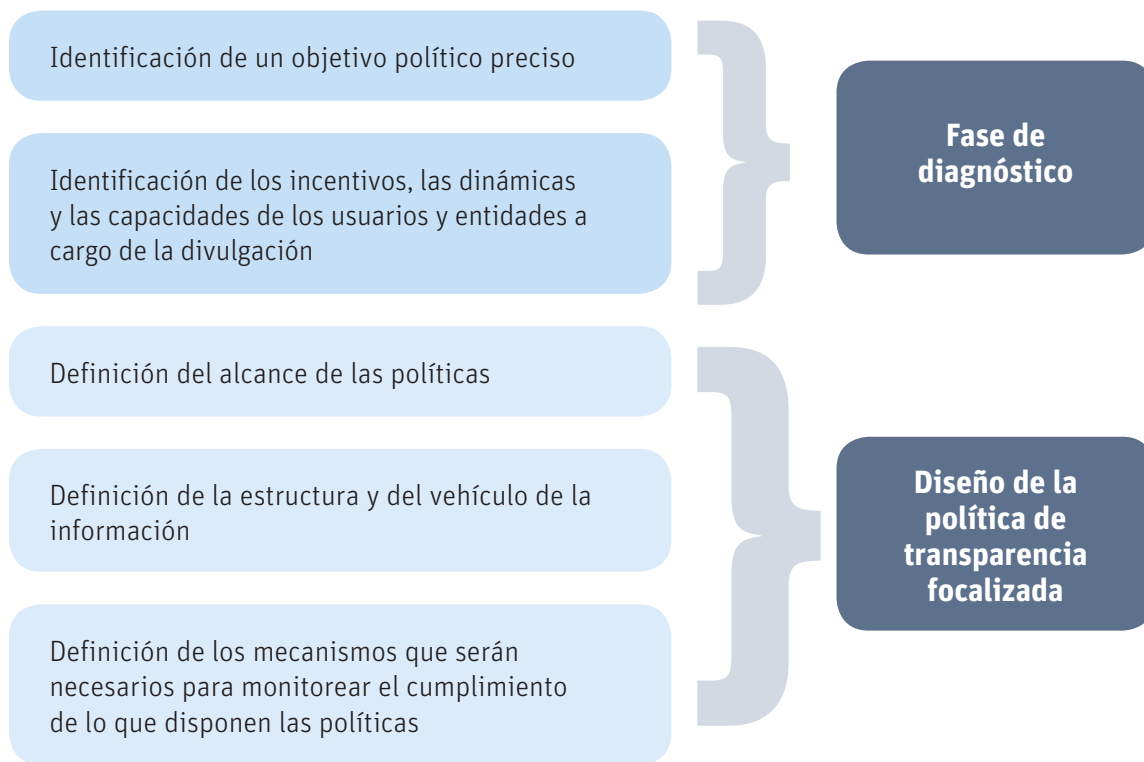 Identificación de un objetivo político preciso
Identificación de los incentivos, las dinámicas
y las capacidades de los usuarios y entidades a
cargo de la divulgación
Fase de
diagnóstico
Definición del alcance de las políticas
Definición de la estructura y del vehículo de la
información
Definición de los mecanismos que serán
necesarios para monitorear el cumplimiento
de lo que disponen las políticas
Diseño de la
política de
transparencia
focalizada